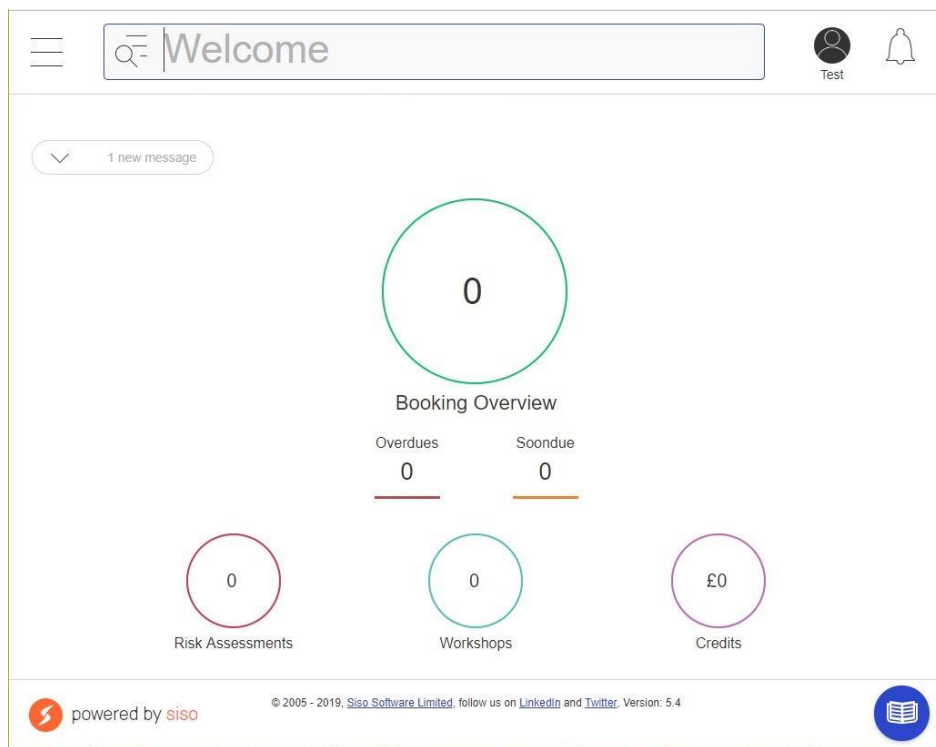 Welcome
Test
1 new message
0
Booking Overview
Overdues Soondue
0 0
0 0 £0
Risk Assessments Workshops Credits
powered by siso © 2005 - 2019, Siso Software Limited, follow us on LinkedIn and Twitter, Version: 5.4